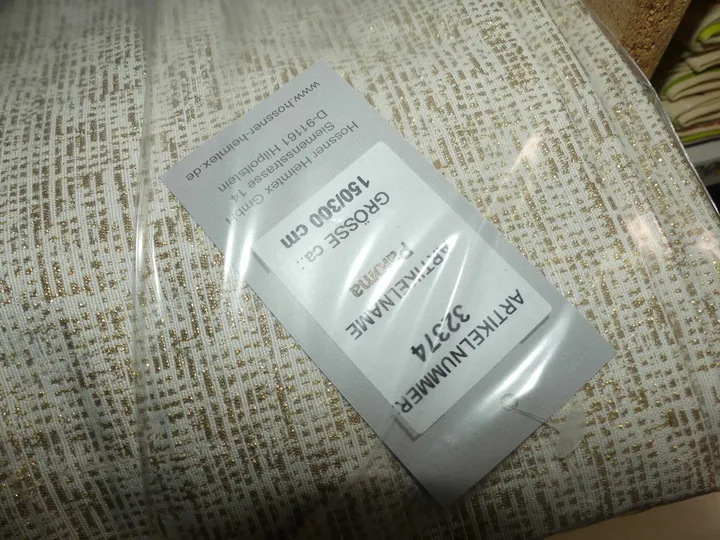 ARTIKELNUMMER:
32374
ARTIKELNAME
Paroma
GRÖSSE ca.:
150/300 cm
Hossner Heimtex GmbH
Siemensstrasse 14
D-91161 Hilpoltstein
www.hossner-heimtex.de